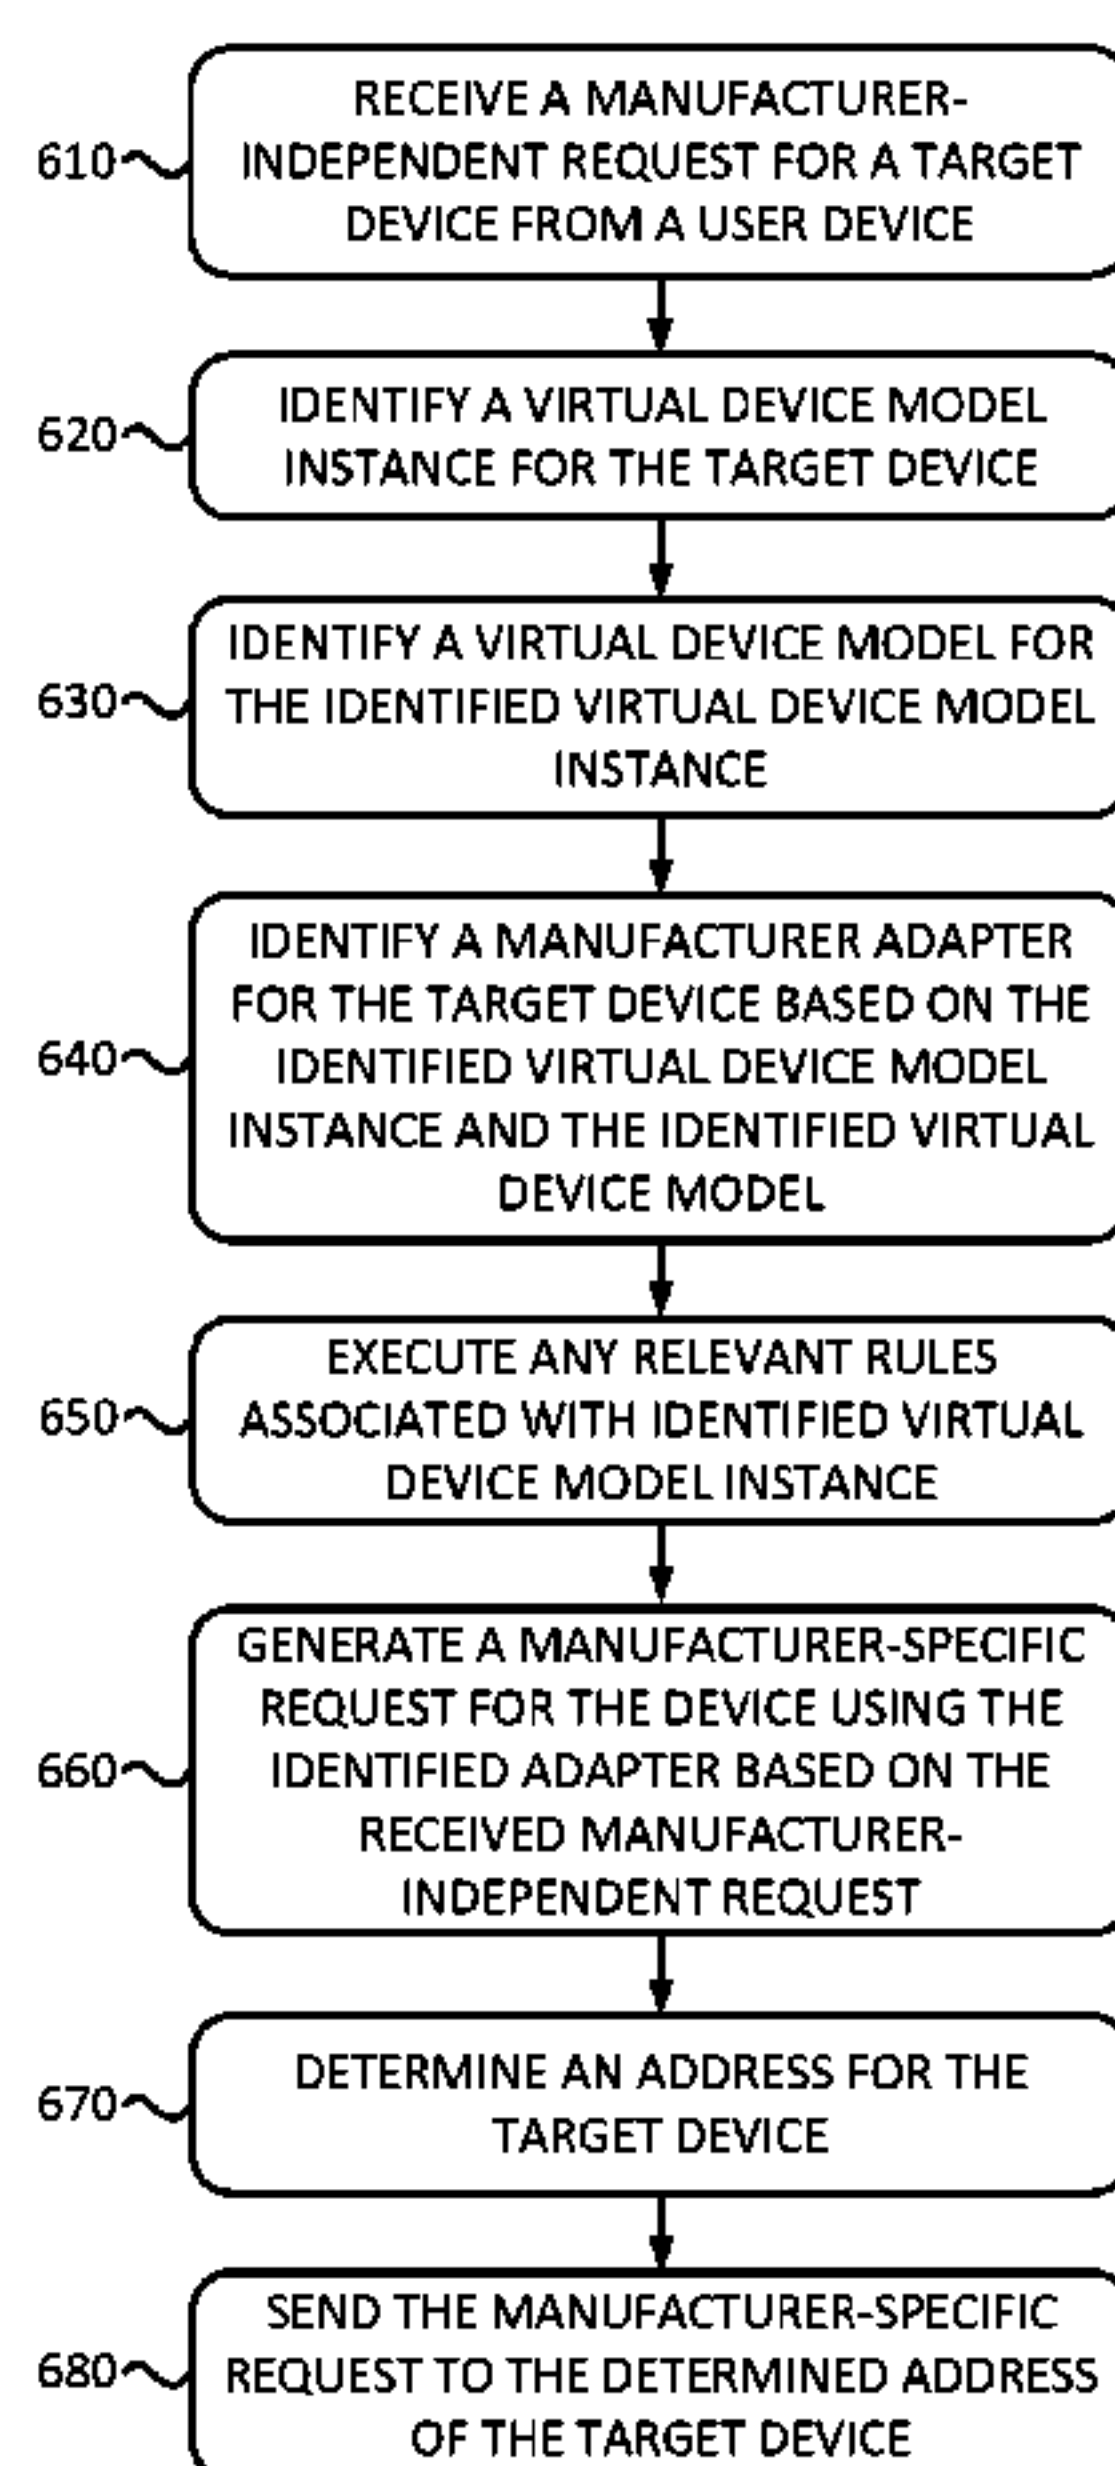 RECEIVE A MANUFACTURER-
610
INDEPENDENT REQUEST FOR A TARGET
DEVICE FROM A USER DEVICE
IDENTIFY A VIRTUAL DEVICE MODEL
620
INSTANCE FOR THE TARGET DEVICE
IDENTIFY A VIRTUAL DEVICE MODEL FOR
630
THE IDENTIFIED VIRTUAL DEVICE MODEL
INSTANCE
IDENTIFY A MANUFACTURER ADAPTER
FOR THE TARGET DEVICE BASED ON THE
640
IDENTIFIED VIRTUAL DEVICE MODEL
INSTANCE AND THE IDENTIFIED VIRTUAL
DEVICE MODEL
EXECUTE ANY RELEVANT RULES
650
ASSOCIATED WITH IDENTIFIED VIRTUAL
DEVICE MODEL INSTANCE
GENERATE A MANUFACTURER-SPECIFIC
REQUEST FOR THE DEVICE USING THE
660
IDENTIFIED ADAPTER BASED ON THE
RECEIVED MANUFACTURER-
INDEPENDENT REQUEST
DETERMINE AN ADDRESS FOR THE
670
TARGET DEVICE
SEND THE MANUFACTURER-SPECIFIC
680
REQUEST TO THE DETERMINED ADDRESS
OF THE TARGET DEVICE